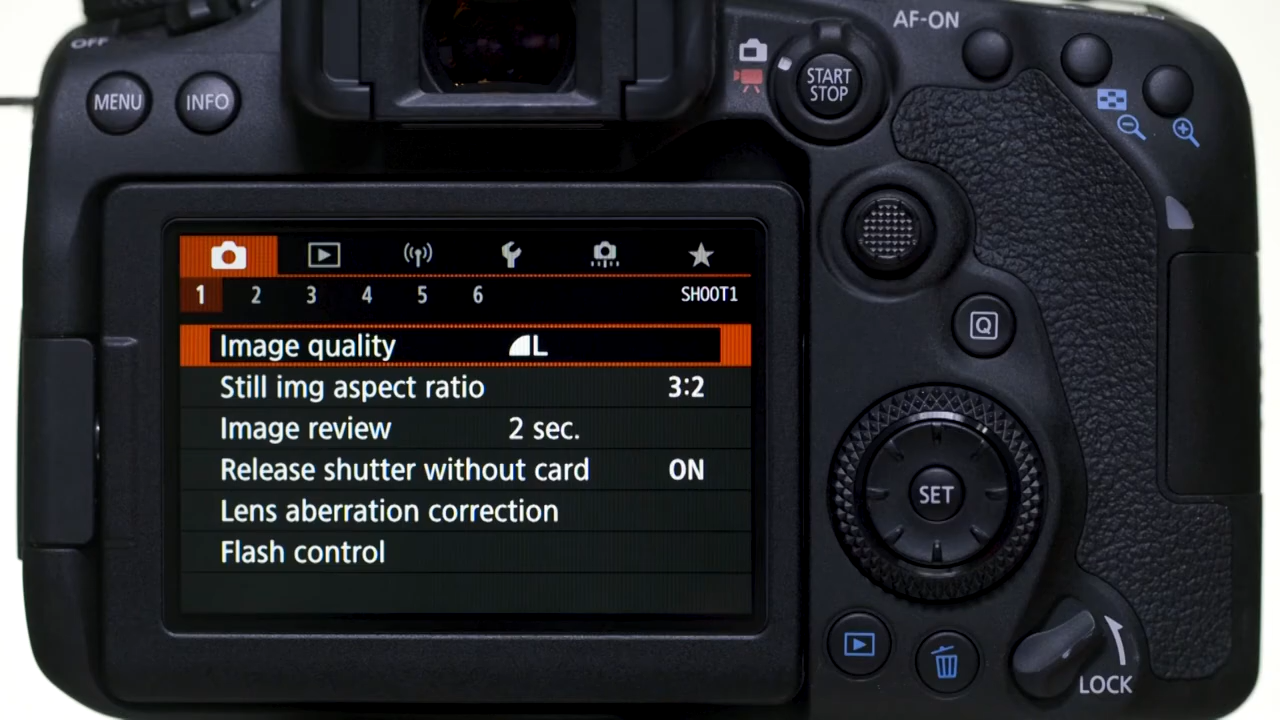 AF-ON
OFF
MENU
INFO
START
STOP
1 2 3 4 5 6 SHOOT1
Image quality L
Still img aspect ratio 3:2
Image review 2 sec.
Release shutter without card ON
Lens aberration correction
Flash control
Q
SET
LOCK